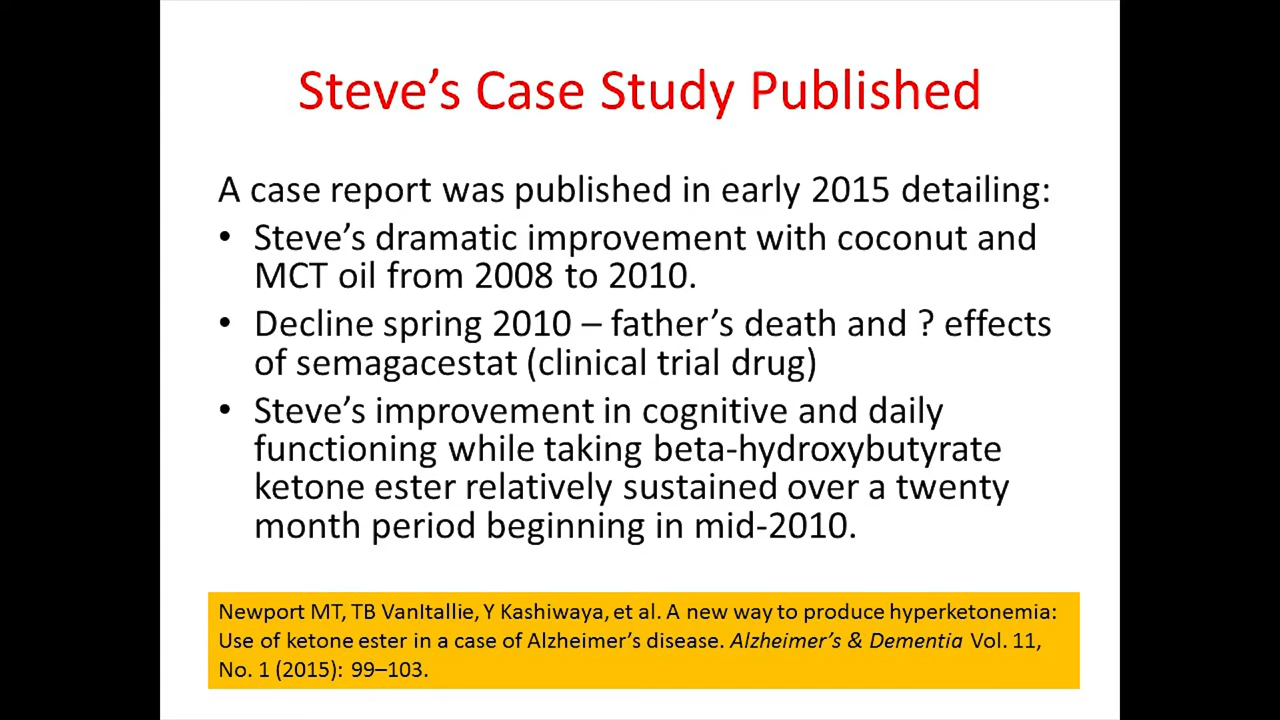 Steve’s Case Study Published
A case report was published in early 2015 detailing:
• Steve’s dramatic improvement with coconut and
MCT oil from 2008 to 2010.
• Decline spring 2010 – father’s death and ? effects
of semagacestat (clinical trial drug)
• Steve’s improvement in cognitive and daily
functioning while taking beta-hydroxybutyrate
ketone ester relatively sustained over a twenty
month period beginning in mid-2010.
Newport MT, TB VanItallie, Y Kashiwaya, et al. A new way to produce hyperketonemia:
Use of ketone ester in a case of Alzheimer’s disease. Alzheimer’s & Dementia Vol. 11,
No. 1 (2015): 99–103.